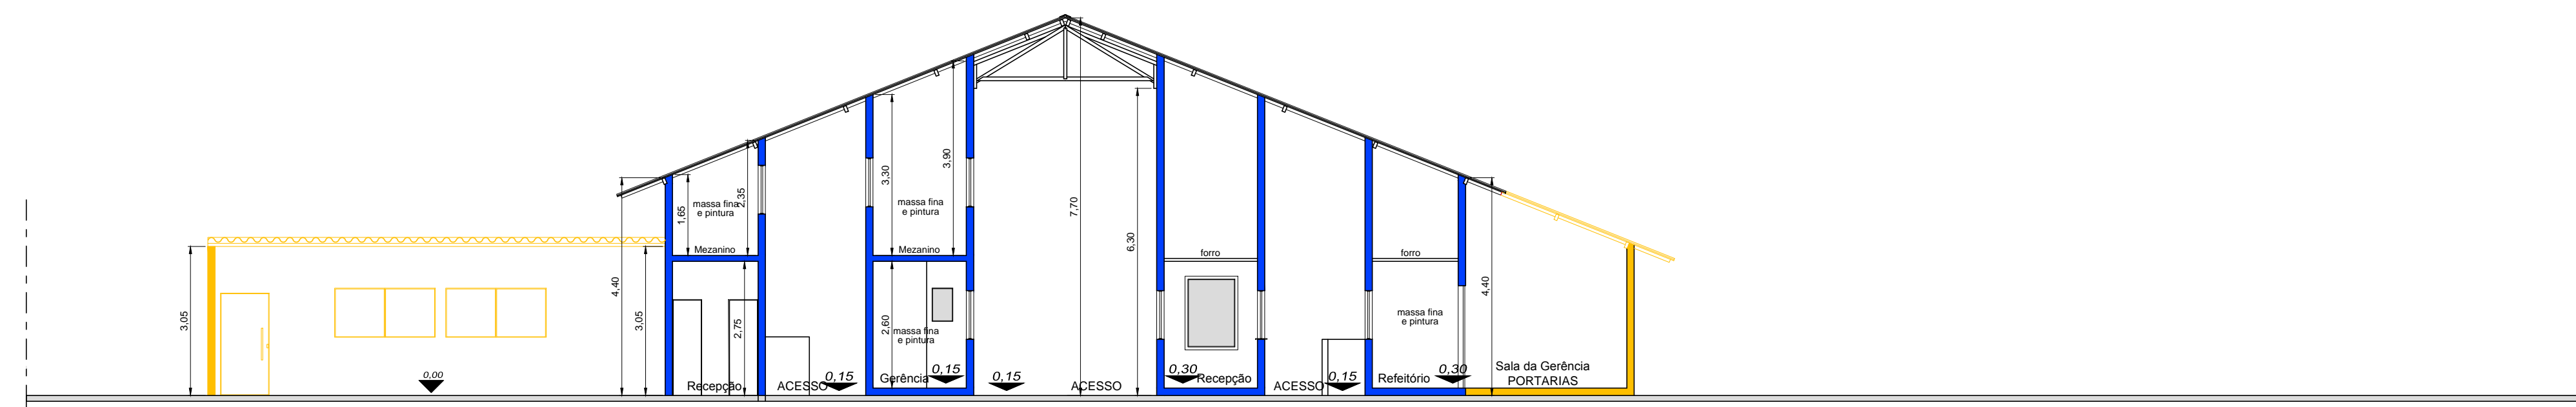 7,70
3,90
3,30
2,35
1,65
massa fina
e pintura
massa fina
e pintura
4,40
6,30
4,40
Mezanino
Mezanino
forro
forro
3,05
3,05
2,75
2,60
massa fina
e pintura
massa fina
e pintura
0,00
Recepção
ACESSO
0,15
Gerência
0,15
0,15
ACESSO
0,30
Recepção
ACESSO
0,15
Refeitório
0,30
Sala da Gerência
PORTARIAS